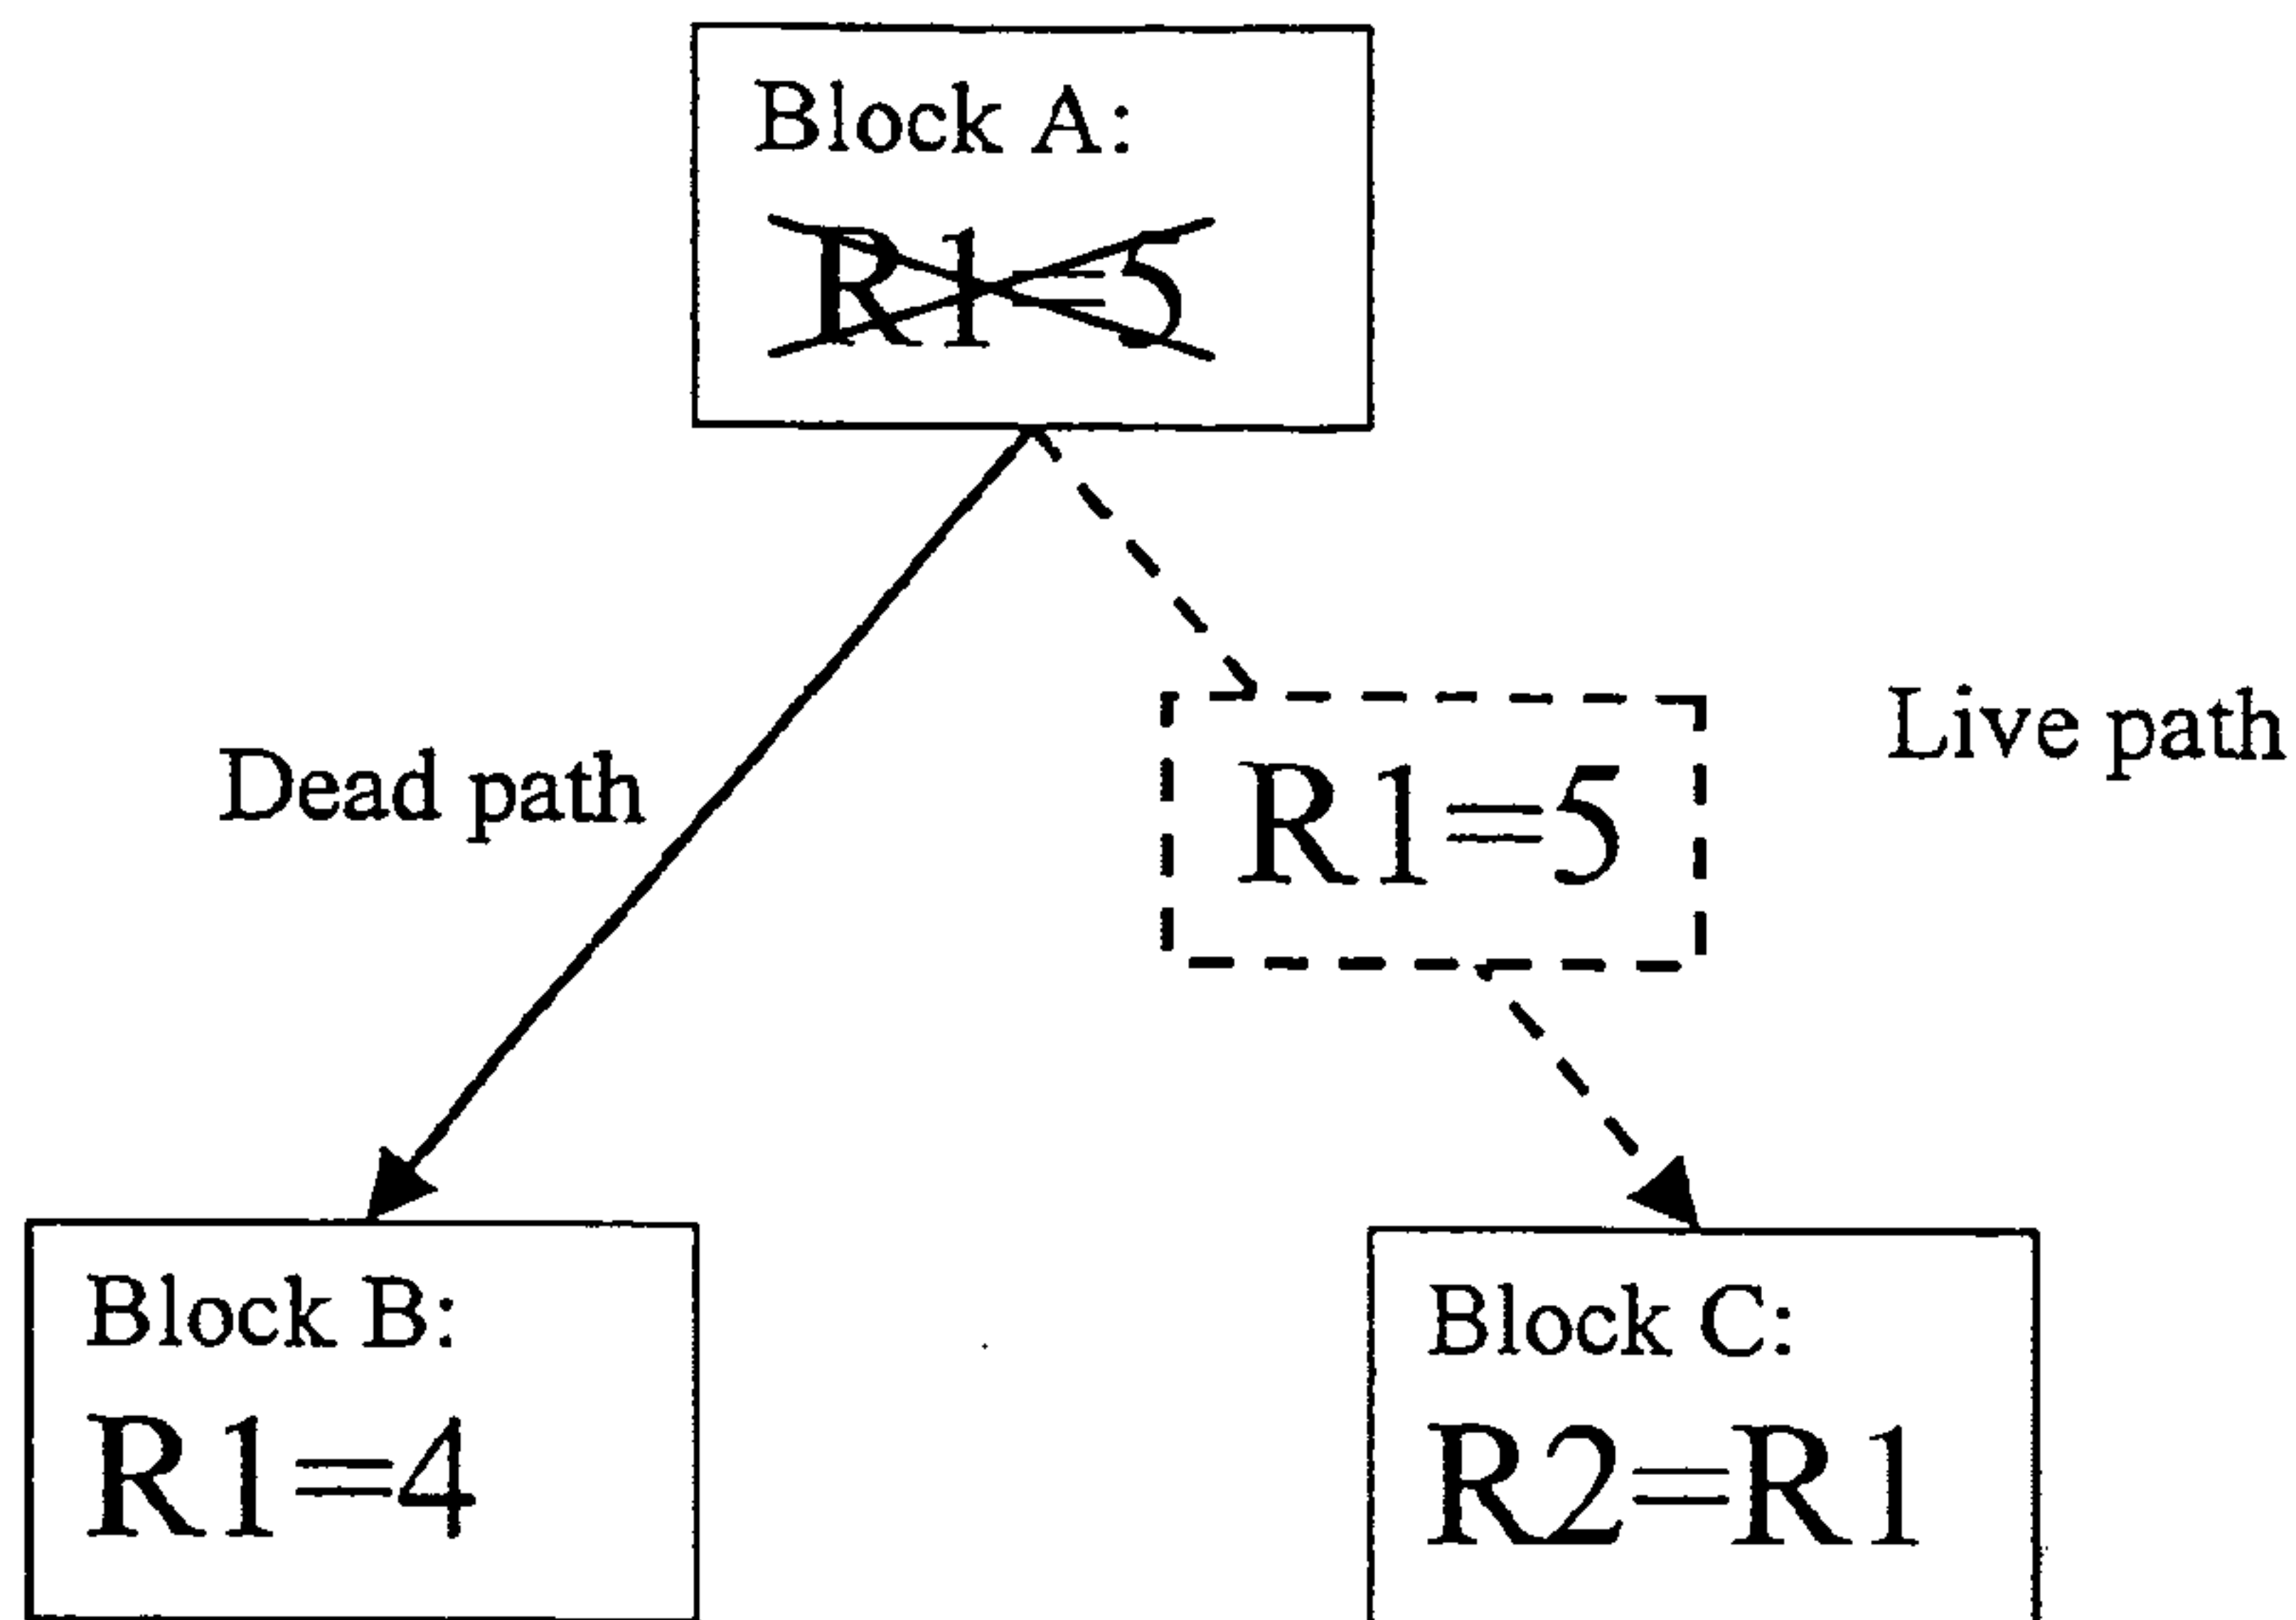 Block A:
R1=5
Dead path
Live path
R1=5
Block B:
R1=4
Block C:
R2=R1